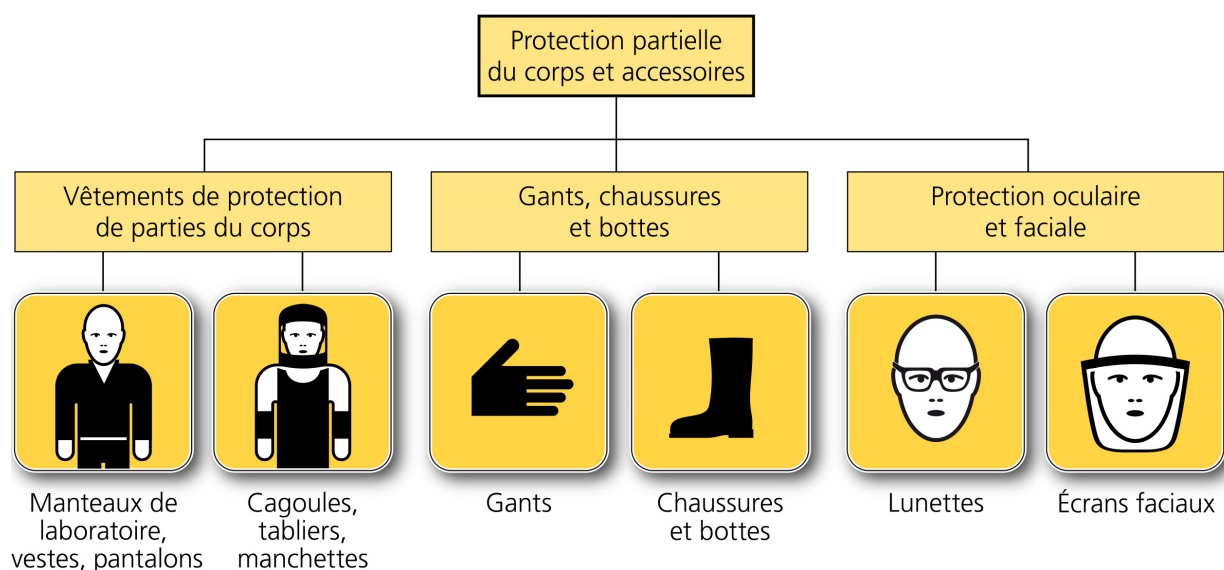 Protection partielle
du corps et accessoires
Vêtements de protection
de parties du corps
Gants, chaussures
et bottes
Protection oculaire
et faciale
Manteaux de
laboratoire,
vestes, pantalons
Cagoules,
tabliers,
manchettes
Gants
Chaussures
et bottes
Lunettes
Écrans faciaux